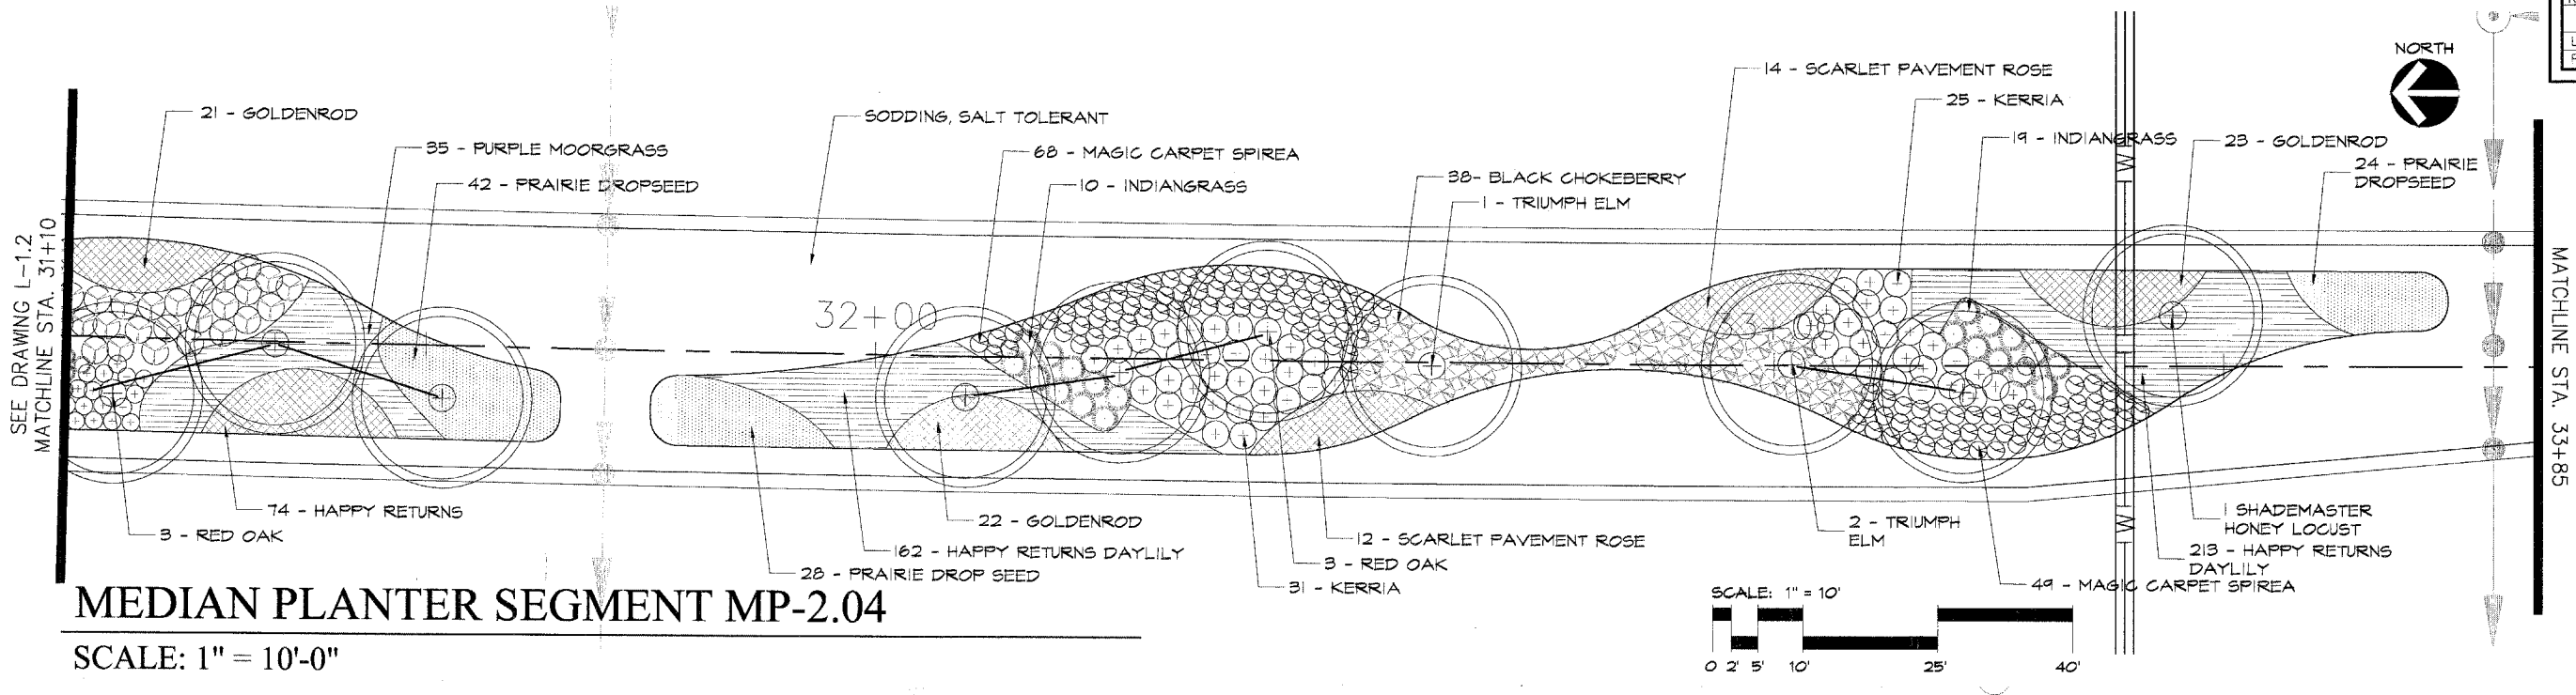 NORTH
14 - SCARLET PAVEMENT ROSE
25 - KERRIA
21 - GOLDENROD
SODDING, SALT TOLERANT
35 - PURPLE MOORGRASS
68 - MAGIC CARPET SPIREA
19 - INDIANGRASS
23 - GOLDENROD
24 - PRAIRIE
DROPSEED
42 - PRAIRIE DROPSEED
10 - INDIANGRASS
38- BLACK CHOKEBERRY
1 - TRIUMPH ELM
W
SEE DRAWING L-1.2
MATCHLINE STA. 31+10
32+00
33
MATCHLINE STA. 33+85
74 - HAPPY RETURNS
3 - RED OAK
22 - GOLDENROD
162 - HAPPY RETURNS DAYLILY
28 - PRAIRIE DROP SEED
12 - SCARLET PAVEMENT ROSE
3 - RED OAK
31 - KERRIA
2 - TRIUMPH
ELM
W
1 SHADEMASTER
HONEY LOCUST
213 - HAPPY RETURNS
DAYLILY
49 - MAGIC CARPET SPIREA
MEDIAN PLANTER SEGMENT MP-2.04
SCALE: 1" = 10'-0"
SCALE: 1" = 10'
0 2' 5' 10' 25' 40'